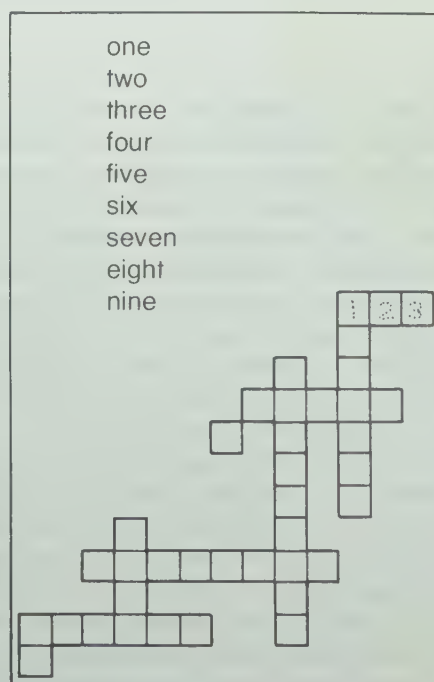 one
two
three
four
five
six
seven
eight
nine
1 2 3